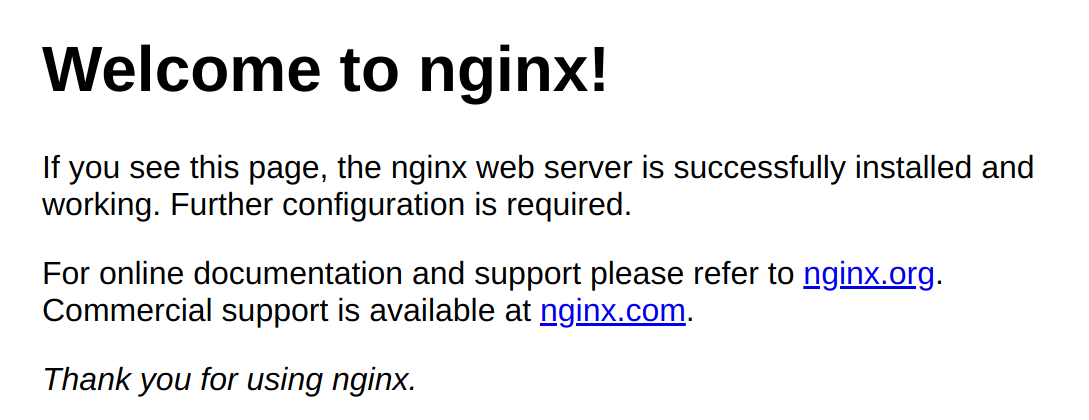 Welcome to nginx!
If you see this page, the nginx web server is successfully installed and
working. Further configuration is required.
For online documentation and support please refer to nginx.org.
Commercial support is available at nginx.com.
Thank you for using nginx.